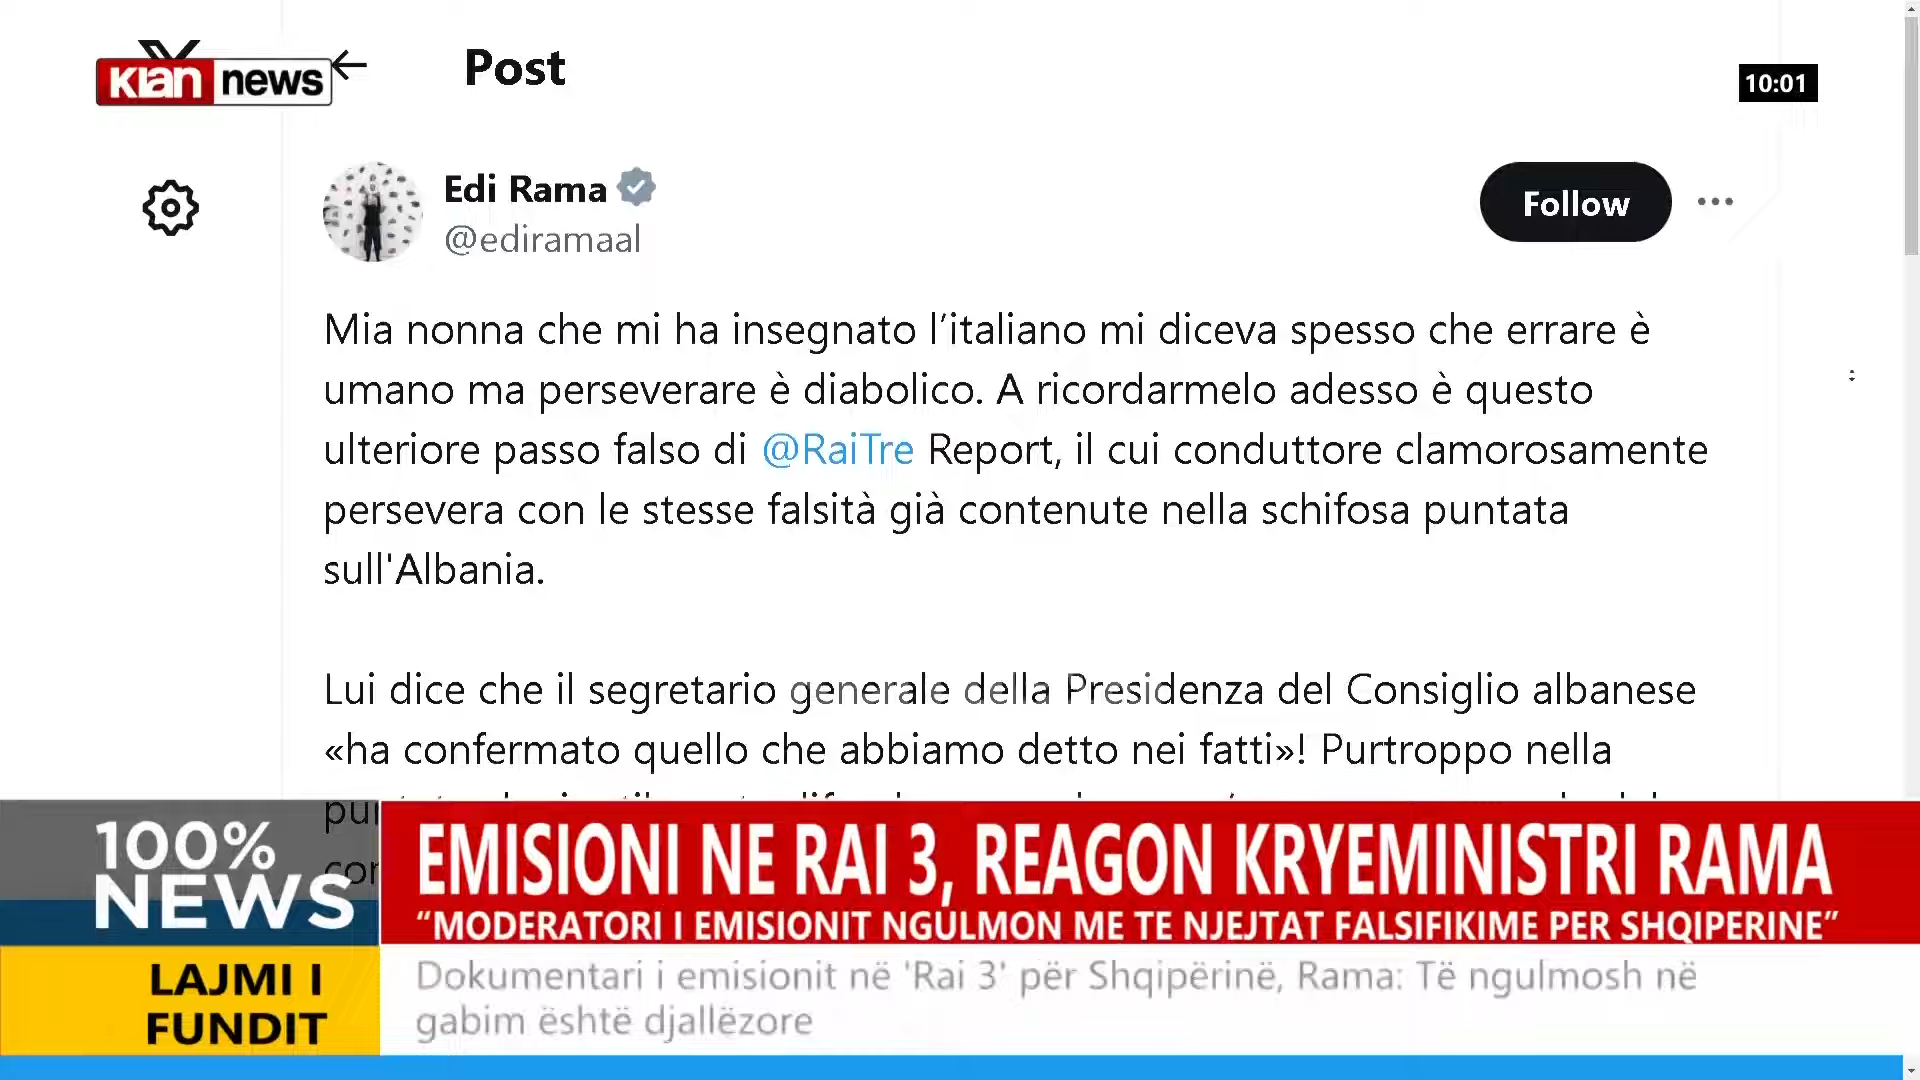 klan news
Post
10:01
Edi Rama
@ediramaal
Follow
Mia nonna che mi ha insegnato l’italiano mi diceva spesso che errare è
umano ma perseverare è diabolico. A ricordarmelo adesso è questo
ulteriore passo falso di @RaiTre Report, il cui conduttore clamorosamente
persevera con le stesse falsità già contenute nella schifosa puntata
sull'Albania.
Lui dice che il segretario generale della Presidenza del Consiglio albanese
«ha confermato quello che abbiamo detto nei fatti»! Purtroppo nella
100%
NEWS
EMISIONI NE RAI 3, REAGON KRYEMINISTRI RAMA
“MODERATORI I EMISIONIT NGULMON ME TE NJEJTAT FALSIFIKIME PER SHQIPERINE”
LAJMI I
FUNDIT
Dokumentari i emisionit në 'Rai 3' për Shqipërinë, Rama: Të ngulmosh në
gabim është djallëzore